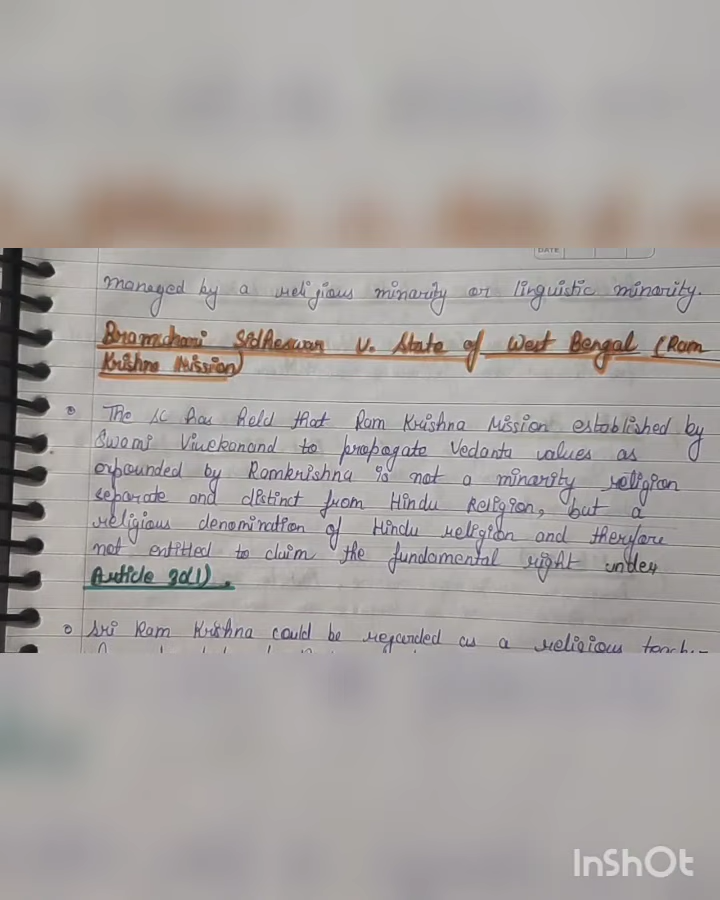 DATE
managed by a religious minority or linguistic minority.
Bramchari Sidheswar V. State of West Bengal (Ram
Krishna Mission)
The SC has held that Ram Krishna Mission established by
Swami Vivekanand to propagate Vedanta values as
expounded by Ramkrishna is not a minority religion
separate and distinct from Hindu Religion, but a
religious denomination of Hindu religion and therefore
not entitled to claim the fundamental right under
Article 30(1).
Sri Ram Krishna could be regarded as a religious
InShOt